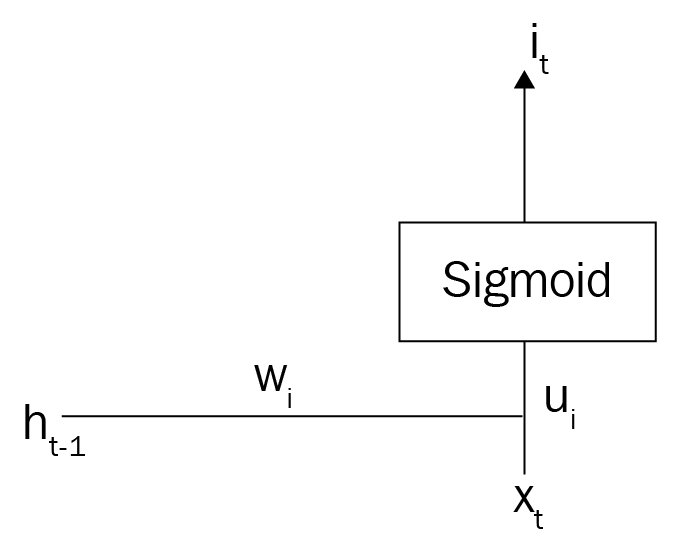 i_t
Sigmoid
w_i
u_i
h_t-1
x_t